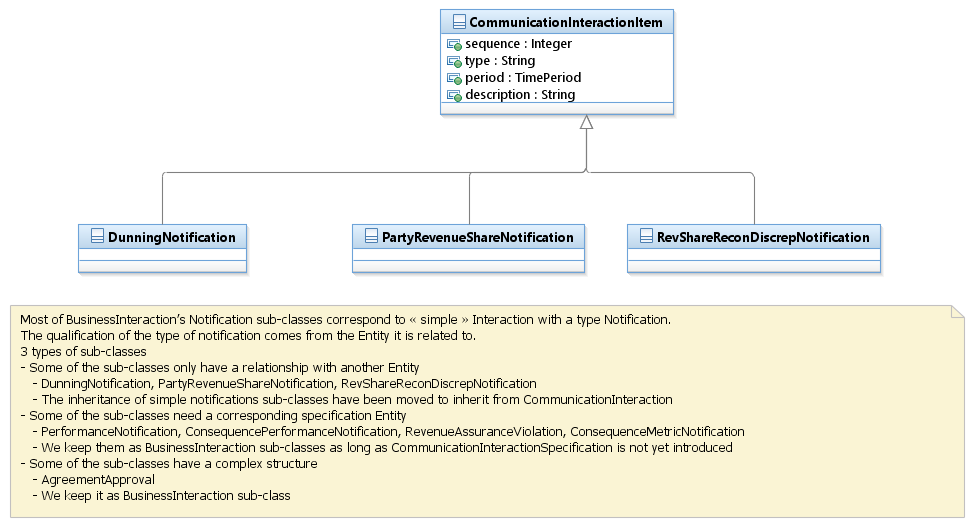 CommunicationInteractionItem
sequence : Integer
type : String
period : TimePeriod
description : String
DunningNotification
PartyRevenueShareNotification
RevShareReconDiscrepNotification
Most of BusinessInteraction's Notification sub-classes correspond to « simple » Interaction with a type Notification.
The qualification of the type of notification comes from the Entity it is related to.
3 types of sub-classes
- Some of the sub-classes only have a relationship with another Entity
- DunningNotification, PartyRevenueShareNotification, RevShareReconDiscrepNotification
- The inheritance of simple notifications sub-classes have been moved to inherit from CommunicationInteraction
- Some of the sub-classes need a corresponding specification Entity
- PerformanceNotification, ConsequencePerformanceNotification, RevenueAssuranceViolation, ConsequenceMetricNotification
- We keep them as BusinessInteraction sub-classes as long as CommunicationInteractionSpecification is not yet introduced
- Some of the sub-classes have a complex structure
- AgreementApproval
- We keep it as BusinessInteraction sub-class